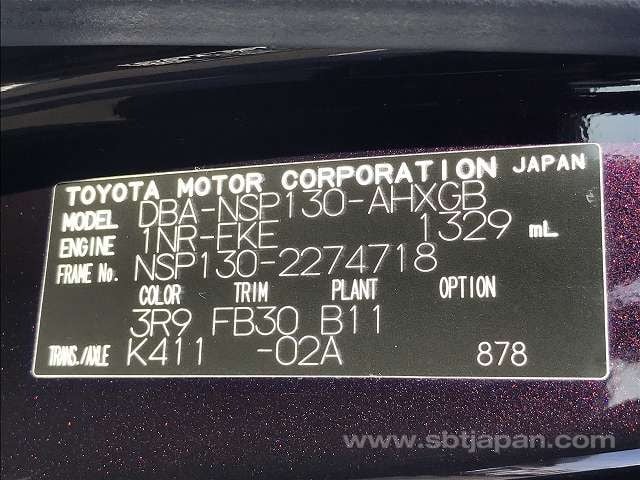 TOYOTA MOTOR CORPORATION JAPAN
MODEL DBA-NSP130-AHXGB
ENGINE 1NR-FKE 1329 mL
FRAME No. NSP130-2274718
COLOR TRIM PLANT OPTION
3R9 FB30 B11
TRANS./AXLE K411 -02A 878
www.sbtjapan.com